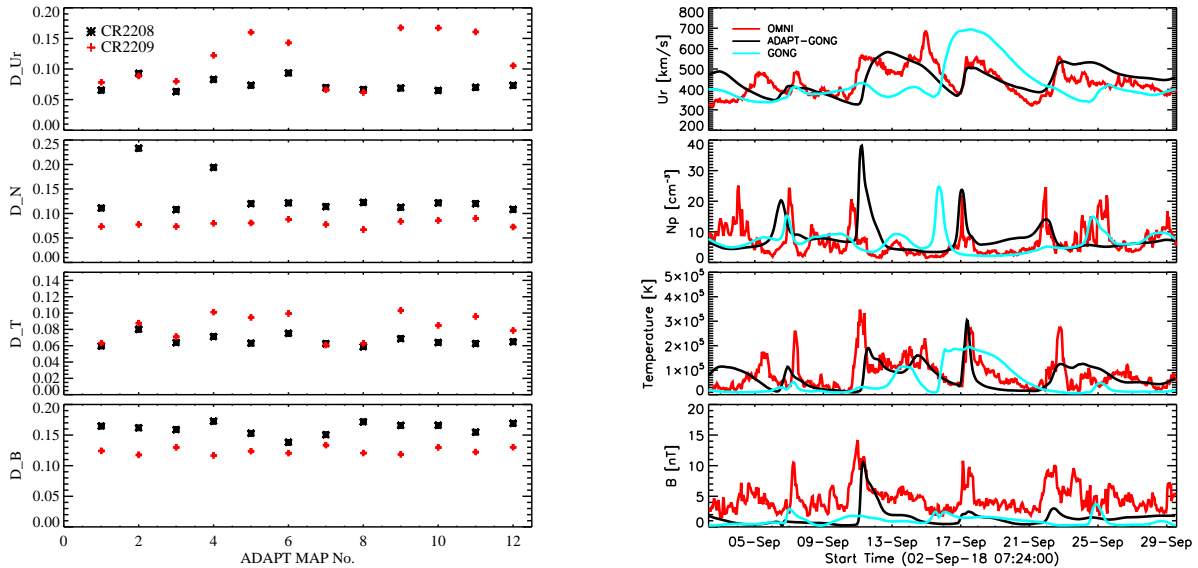 0.20
0.15
0.10
0.05
0.00
D_Ur
CR2208
CR2209
0.25
0.20
0.15
0.10
0.05
0.00
D_N
0.14
0.12
0.10
0.08
0.06
0.04
0.02
0.00
D_T
0.20
0.15
0.10
0.05
0.00
D_B
0 2 4 6 8 10 12
ADAPT MAP No.
800
700
600
500
400
300
200
Ur [km/s]
OMNI
ADAPT-GONG
GONG
40
30
20
10
0
Np [cm⁻³]
5×10⁵
4×10⁵
3×10⁵
2×10⁵
1×10⁵
0
Temperature [K]
20
15
10
5
0
B [nT]
05-Sep 09-Sep 13-Sep 17-Sep 21-Sep 25-Sep 29-Sep
Start Time (02-Sep-18 07:24:00)